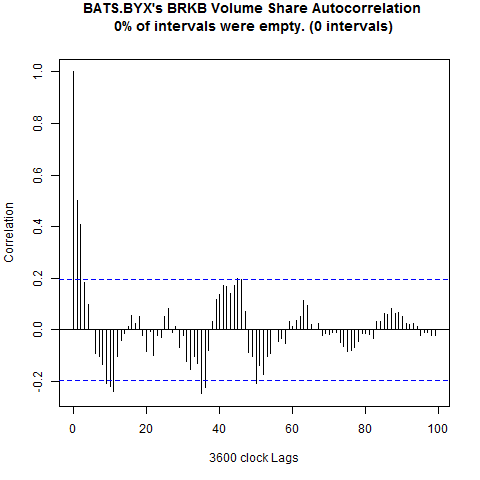 BATS.BYX's BRKB Volume Share Autocorrelation
0% of intervals were empty. (0 intervals)
Correlation
1.0
0.8
0.6
0.4
0.2
0.0
-0.2
0 20 40 60 80 100
3600 clock Lags